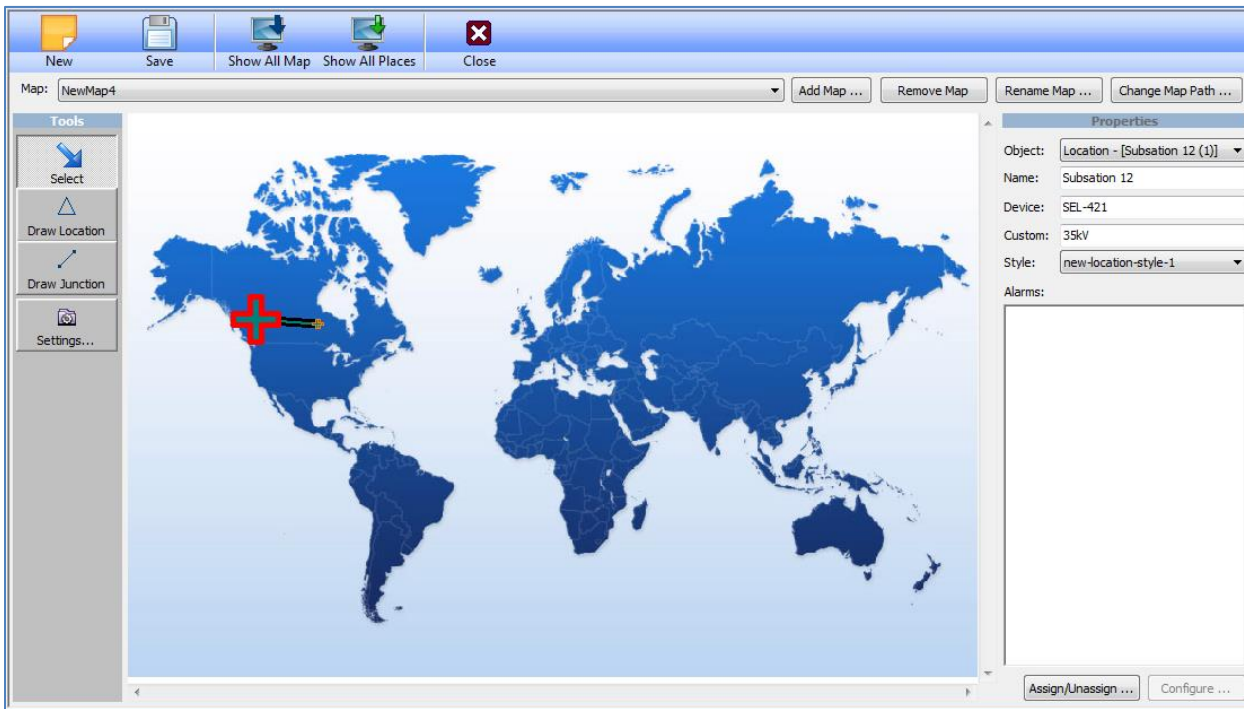 New Save Show All Map Show All Places Close
Map: NewMap4 Add Map ... Remove Map Rename Map ... Change Map Path ...
Tools
Select
Draw Location
Draw Junction
Settings...
Properties
Object: Location - [Subsation 12 (1)]
Name: Subsation 12
Device: SEL-421
Custom: 35kV
Style: new-location-style-1
Alarms:
Assign/Unassign ... Configure ...